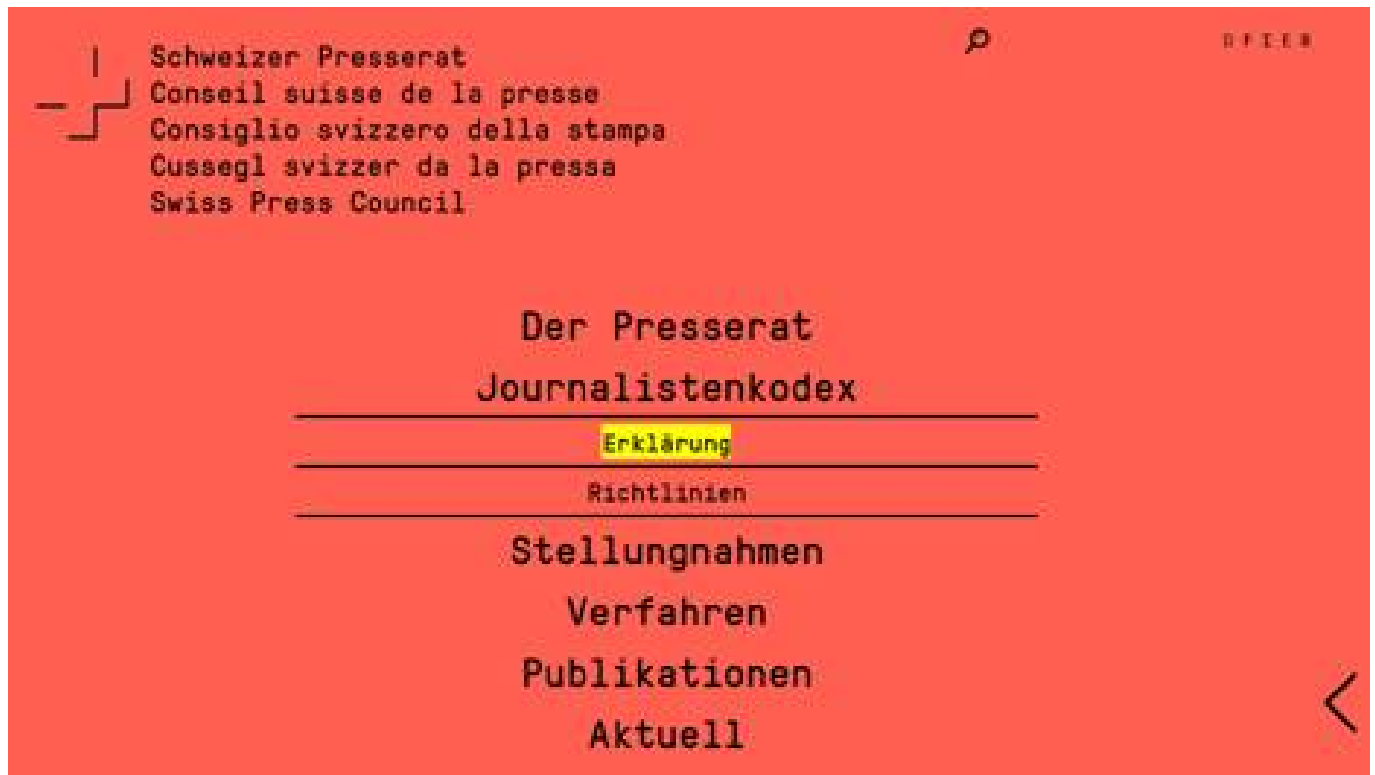 Schweizer Presserat
Conseil suisse de la presse
Consiglio svizzero della stampa
Cussegl svizzer da la pressa
Swiss Press Council
Der Presserat
Journalistenkodex
Erklärung
Richtlinien
Stellungnahmen
Verfahren
Publikationen
Aktuell